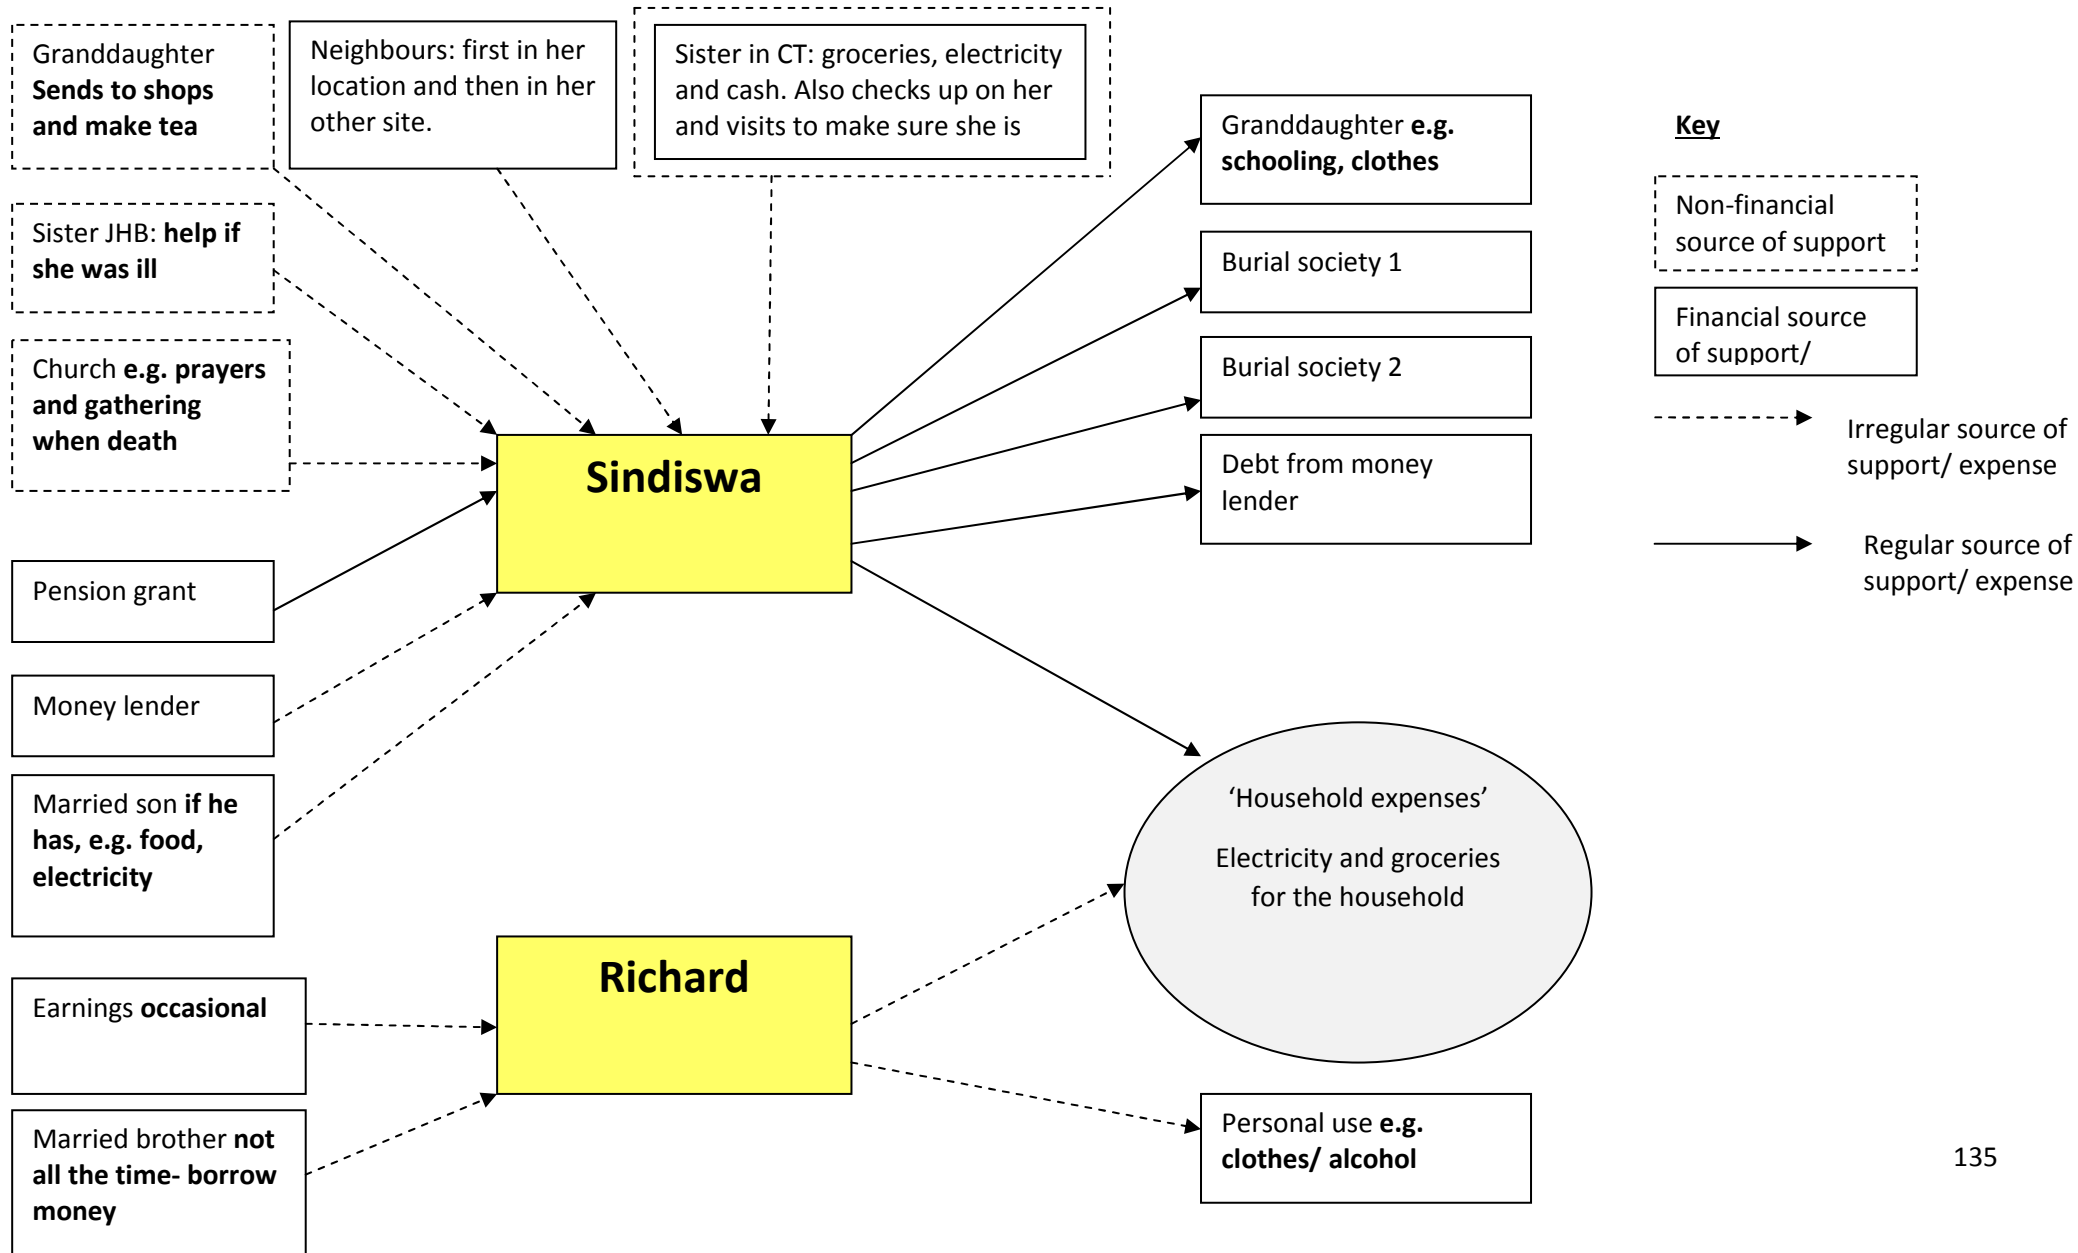 Granddaughter
Sends to shops
and make tea
Neighbours: first in her
location and then in her
other site.
Sister in CT: groceries, electricity
and cash. Also checks up on her
and visits to make sure she is
Granddaughter e.g.
schooling, clothes
Key
Non-financial
source of support
Sister JHB: help if
she was ill
Burial society 1
Financial source
of support/
Church e.g. prayers
and gathering
when death
Burial society 2
Irregular source of
support/ expense
Sindiswa
Debt from money
lender
Regular source of
support/ expense
Pension grant
Money lender
Married son if he
has, e.g. food,
electricity
‘Household expenses’
Electricity and groceries
for the household
Richard
Earnings occasional
Married brother not
all the time- borrow
money
Personal use e.g.
clothes/ alcohol
135